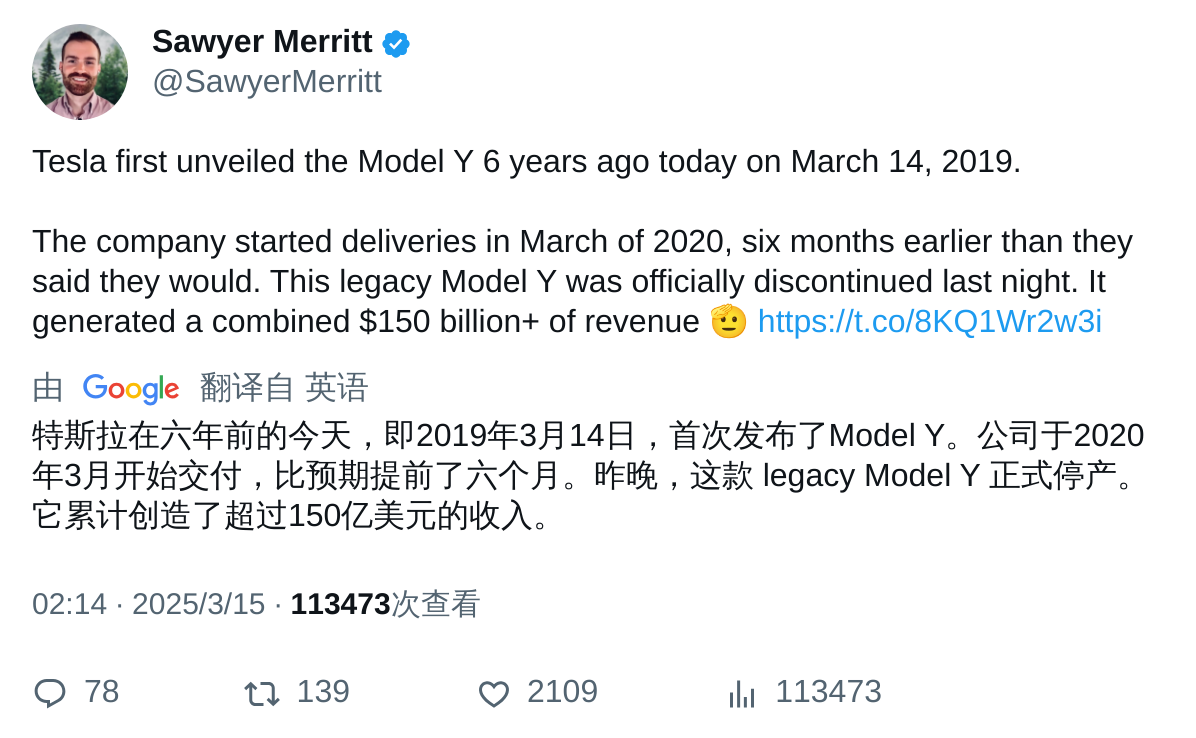 Sawyer Merritt
@SawyerMerritt
Tesla first unveiled the Model Y 6 years ago today on March 14, 2019.
The company started deliveries in March of 2020, six months earlier than they
said they would. This legacy Model Y was officially discontinued last night. It
generated a combined $150 billion+ of revenue 🫡 https://t.co/8KQ1Wr2w3i
由 Google 翻译自 英语
特斯拉在六年前的今天，即2019年3月14日，首次发布了Model Y。公司于2020
年3月开始交付，比预期提前了六个月。昨晚，这款 legacy Model Y 正式停产。
它累计创造了超过150亿美元的收入。
02:14 · 2025/3/15 · 113473次查看
78 139 2109 113473